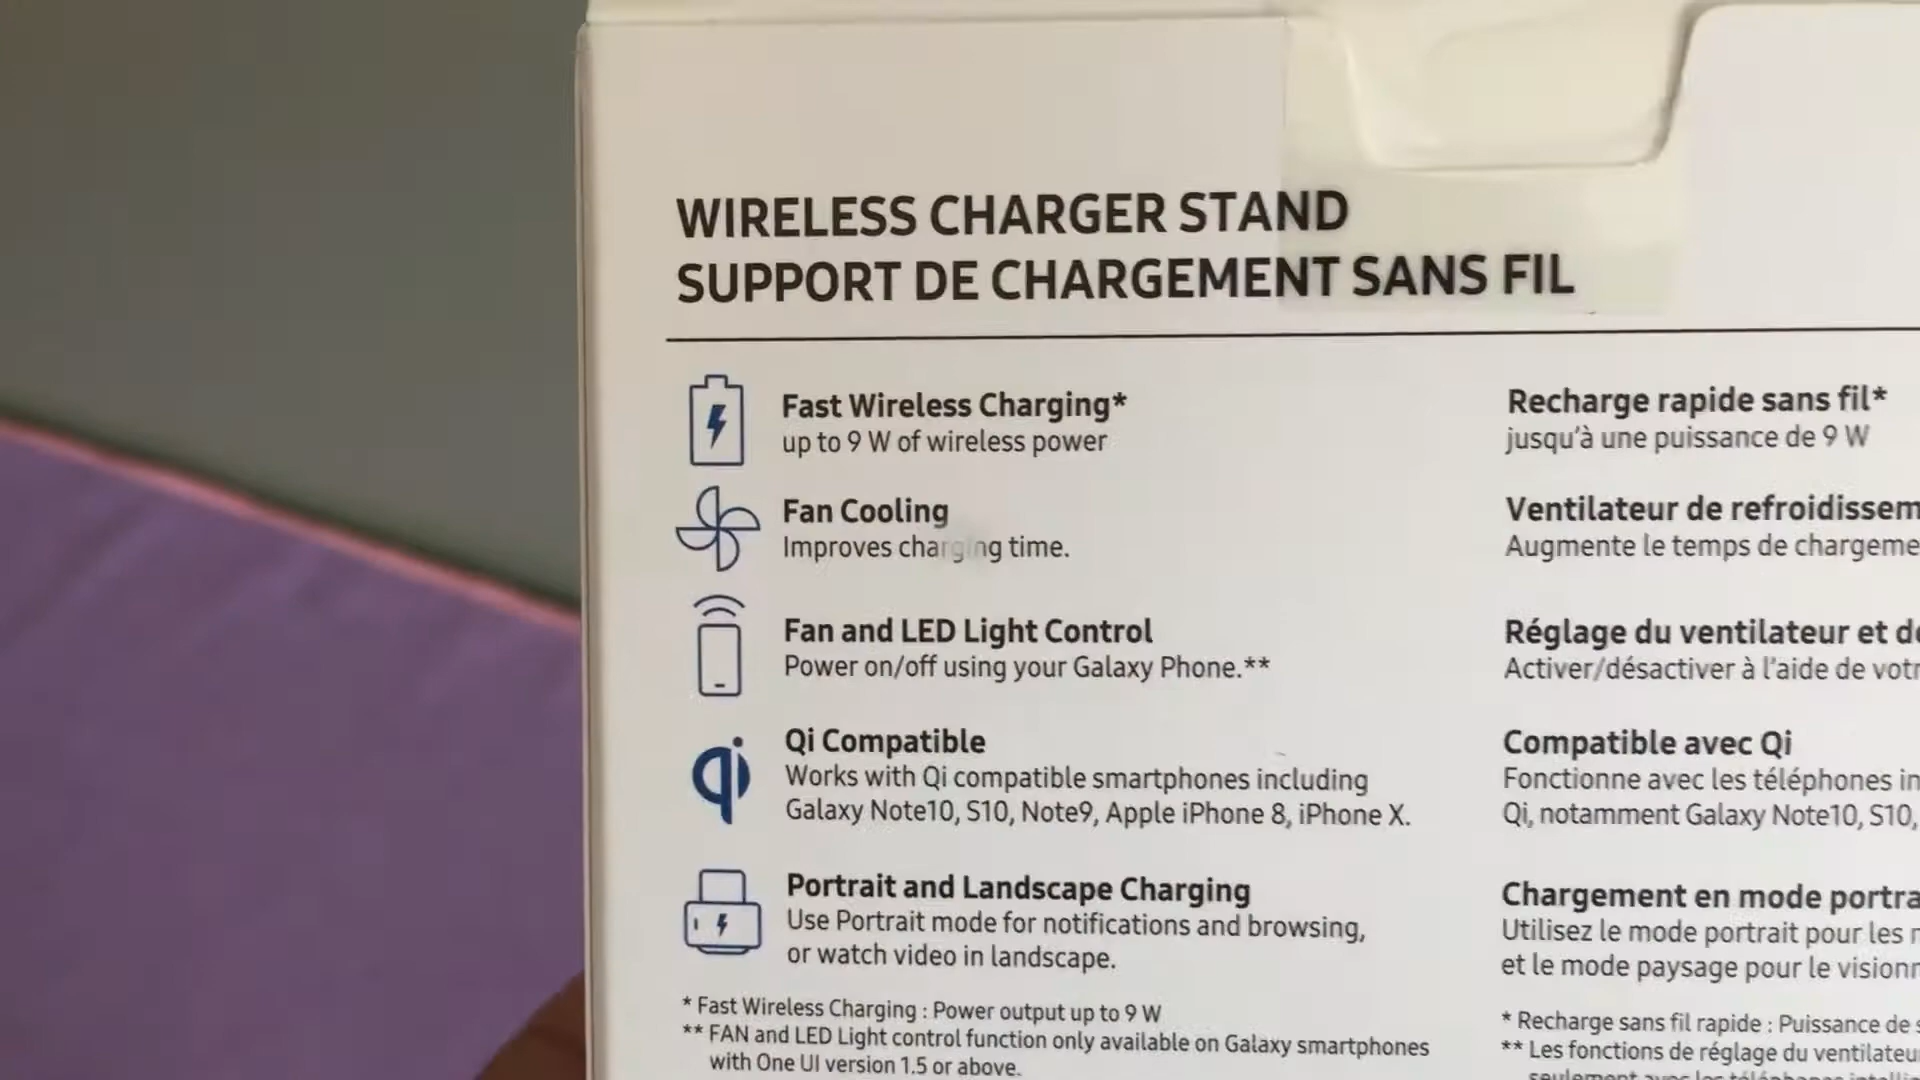 WIRELESS CHARGER STAND
SUPPORT DE CHARGEMENT SANS FIL
Fast Wireless Charging*
up to 9 W of wireless power
Fan Cooling
Improves charging time.
Fan and LED Light Control
Power on/off using your Galaxy Phone.**
Qi Compatible
Works with Qi compatible smartphones including
Galaxy Note10, S10, Note9, Apple iPhone 8, iPhone X.
Portrait and Landscape Charging
Use Portrait mode for notifications and browsing,
or watch video in landscape.
* Fast Wireless Charging : Power output up to 9 W
** FAN and LED Light control function only available on Galaxy smartphones
with One UI version 1.5 or above.
Recharge rapide sans fil*
jusqu'à une puissance de 9 W
Ventilateur de
Augmente le temps de
Réglage du ventilateur et
Activer/désactiver à l'aide de
Compatible avec Qi
Fonctionne avec les téléphones
Qi, notamment Galaxy Note10, S10,
Chargement en mode
Utilisez le mode portrait pour les
et le mode paysage pour le
* Recharge sans fil rapide : Puissance de
** Les fonctions de réglage du